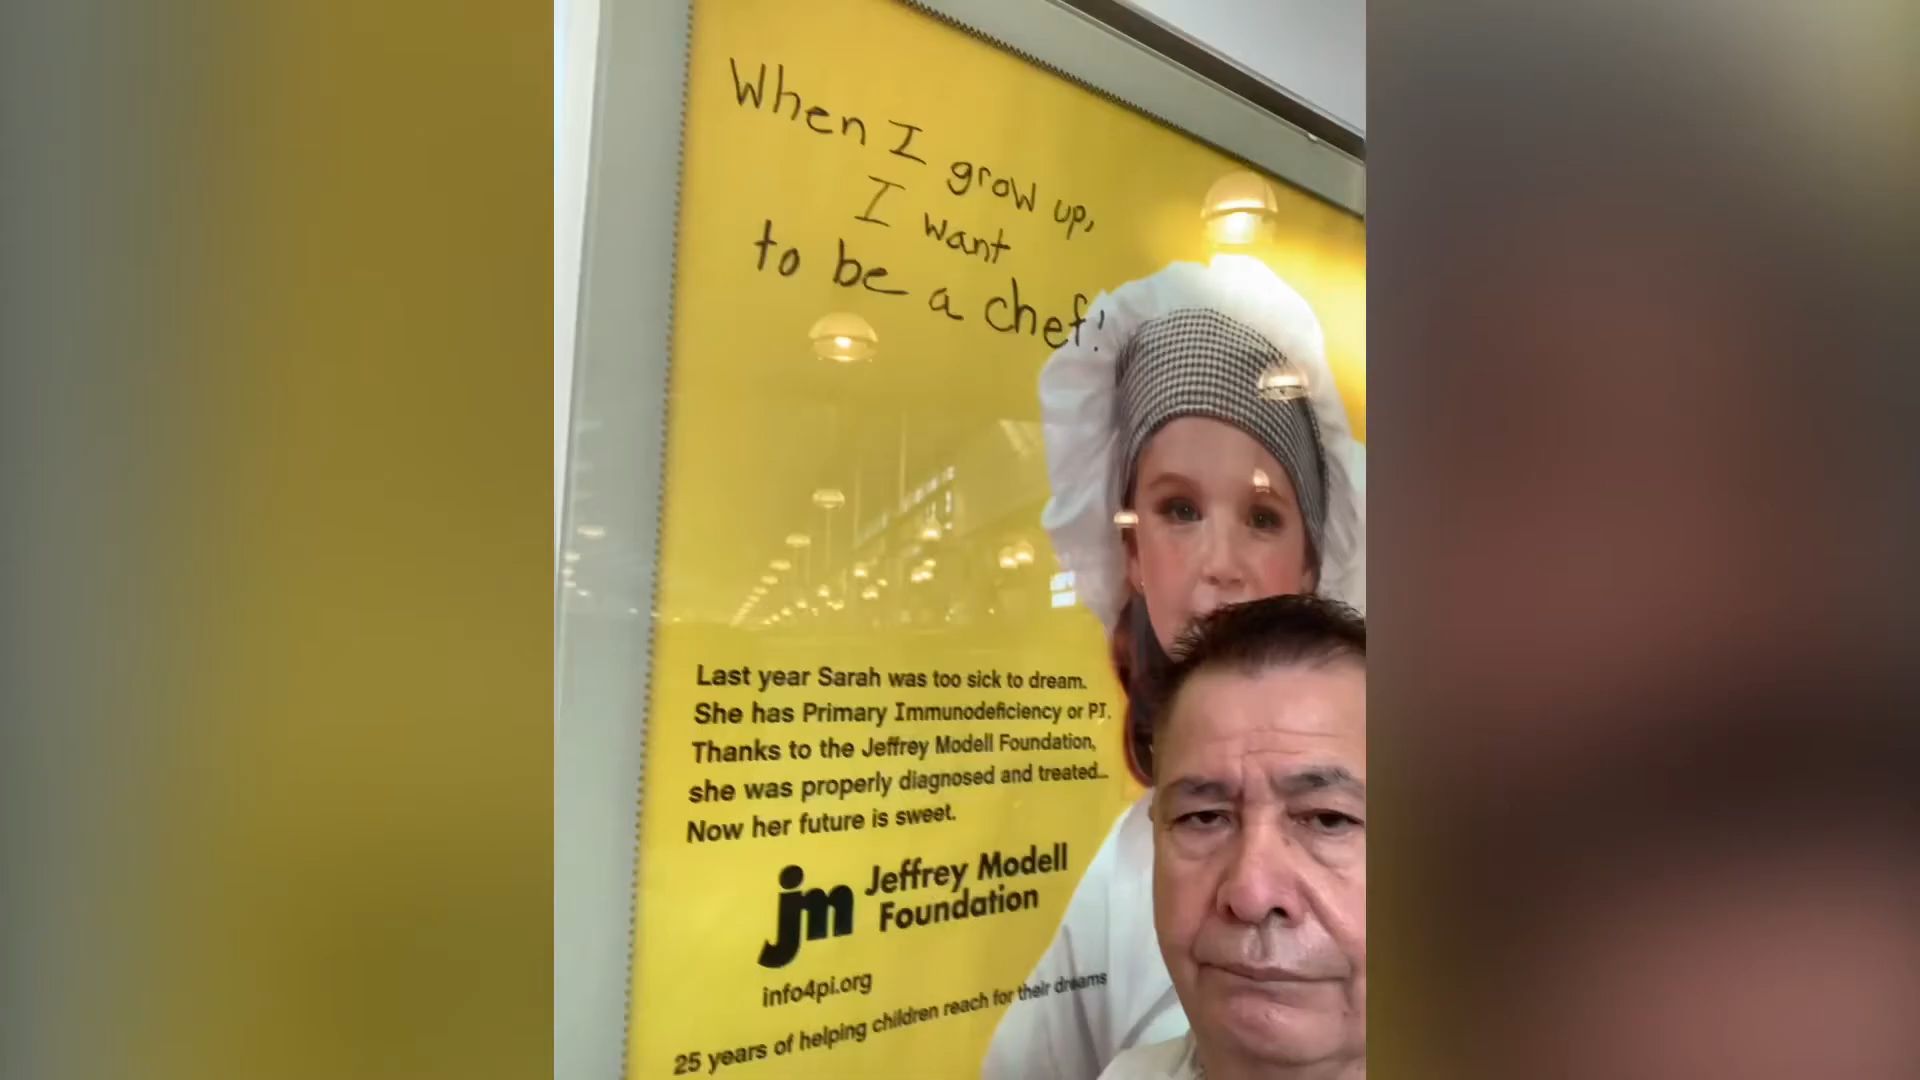 When I grow up,
I want
to be a chef!
Last year Sarah was too sick to dream.
She has Primary Immunodeficiency or PI.
Thanks to the Jeffrey Modell Foundation,
she was properly diagnosed and treated...
Now her future is sweet.
jm Jeffrey Modell
Foundation
info4pi.org
25 years of helping children reach for their dreams